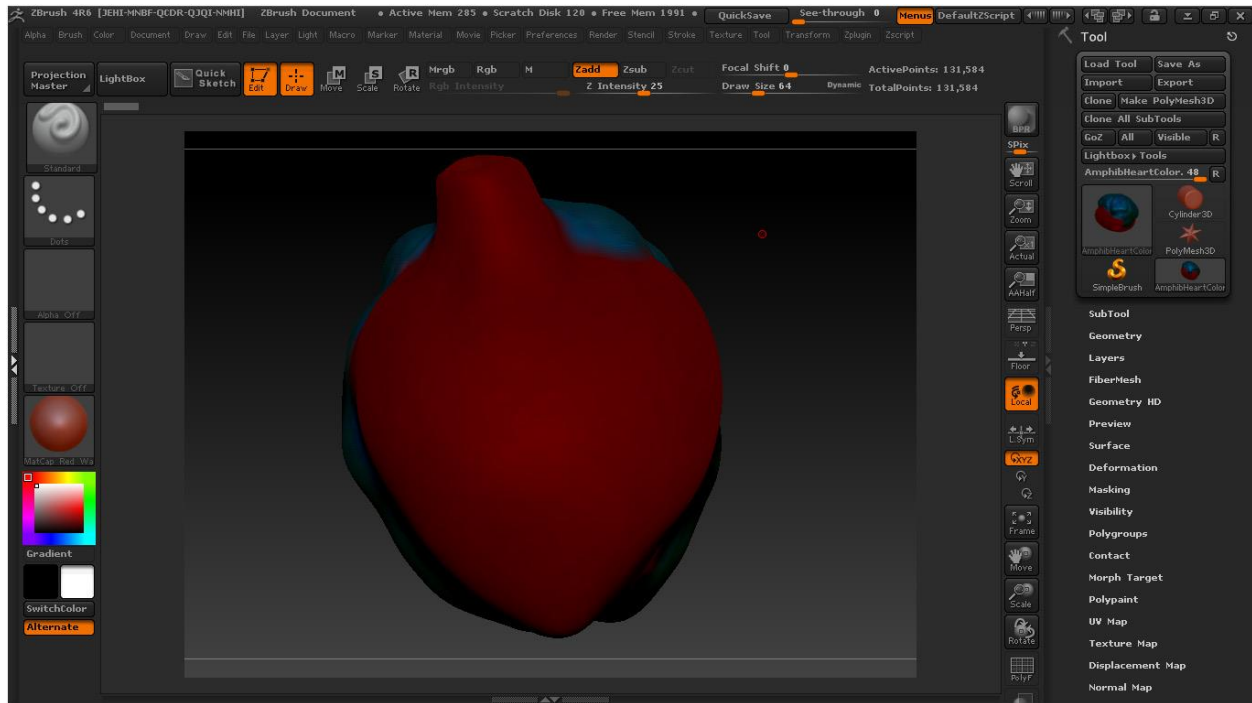 ZBrush 4R6 [JEHI-MNBF-QCDR-QJQI-NMHI] ZBrush Document • Active Mem 285 • Scratch Disk 120 • Free Mem 1991 • QuickSave See-through 0 Menus DefaultZScript
Alpha Brush Color Document Draw Edit File Layer Light Macro Marker Material Movie Picker Preferences Render Stencil Stroke Texture Tool Transform Zplugin Zscript
Projection Master
LightBox
Quick Sketch
Edit
Draw
Move
Scale
Rotate
Mrgb Rgb M
Rgb Intensity
Zadd Zsub Zcut
Z Intensity 25
Focal Shift 0
Draw Size 64 Dynamic
ActivePoints: 131,584
TotalPoints: 131,584
Standard
Dots
Alpha Off
Texture Off
MatCap Red Wa
Gradient
SwitchColor
Alternate
BPR
SPix
Scroll
Zoom
Actual
AAHalf
Persp
Floor
Local
L.Sym
XYZ
Frame
Move
Scale
Rotate
PolyF
Tool
Load Tool Save As
Import Export
Clone Make PolyMesh3D
Clone All SubTools
GoZ All Visible R
Lightbox▸Tools
AmphibHeartColor. 48 R
AmphibHeartColor
Cylinder3D
PolyMesh3D
SimpleBrush AmphibHeartColor
SubTool
Geometry
Layers
FiberMesh
Geometry HD
Preview
Surface
Deformation
Masking
Visibility
Polygroups
Contact
Morph Target
Polypaint
UV Map
Texture Map
Displacement Map
Normal Map